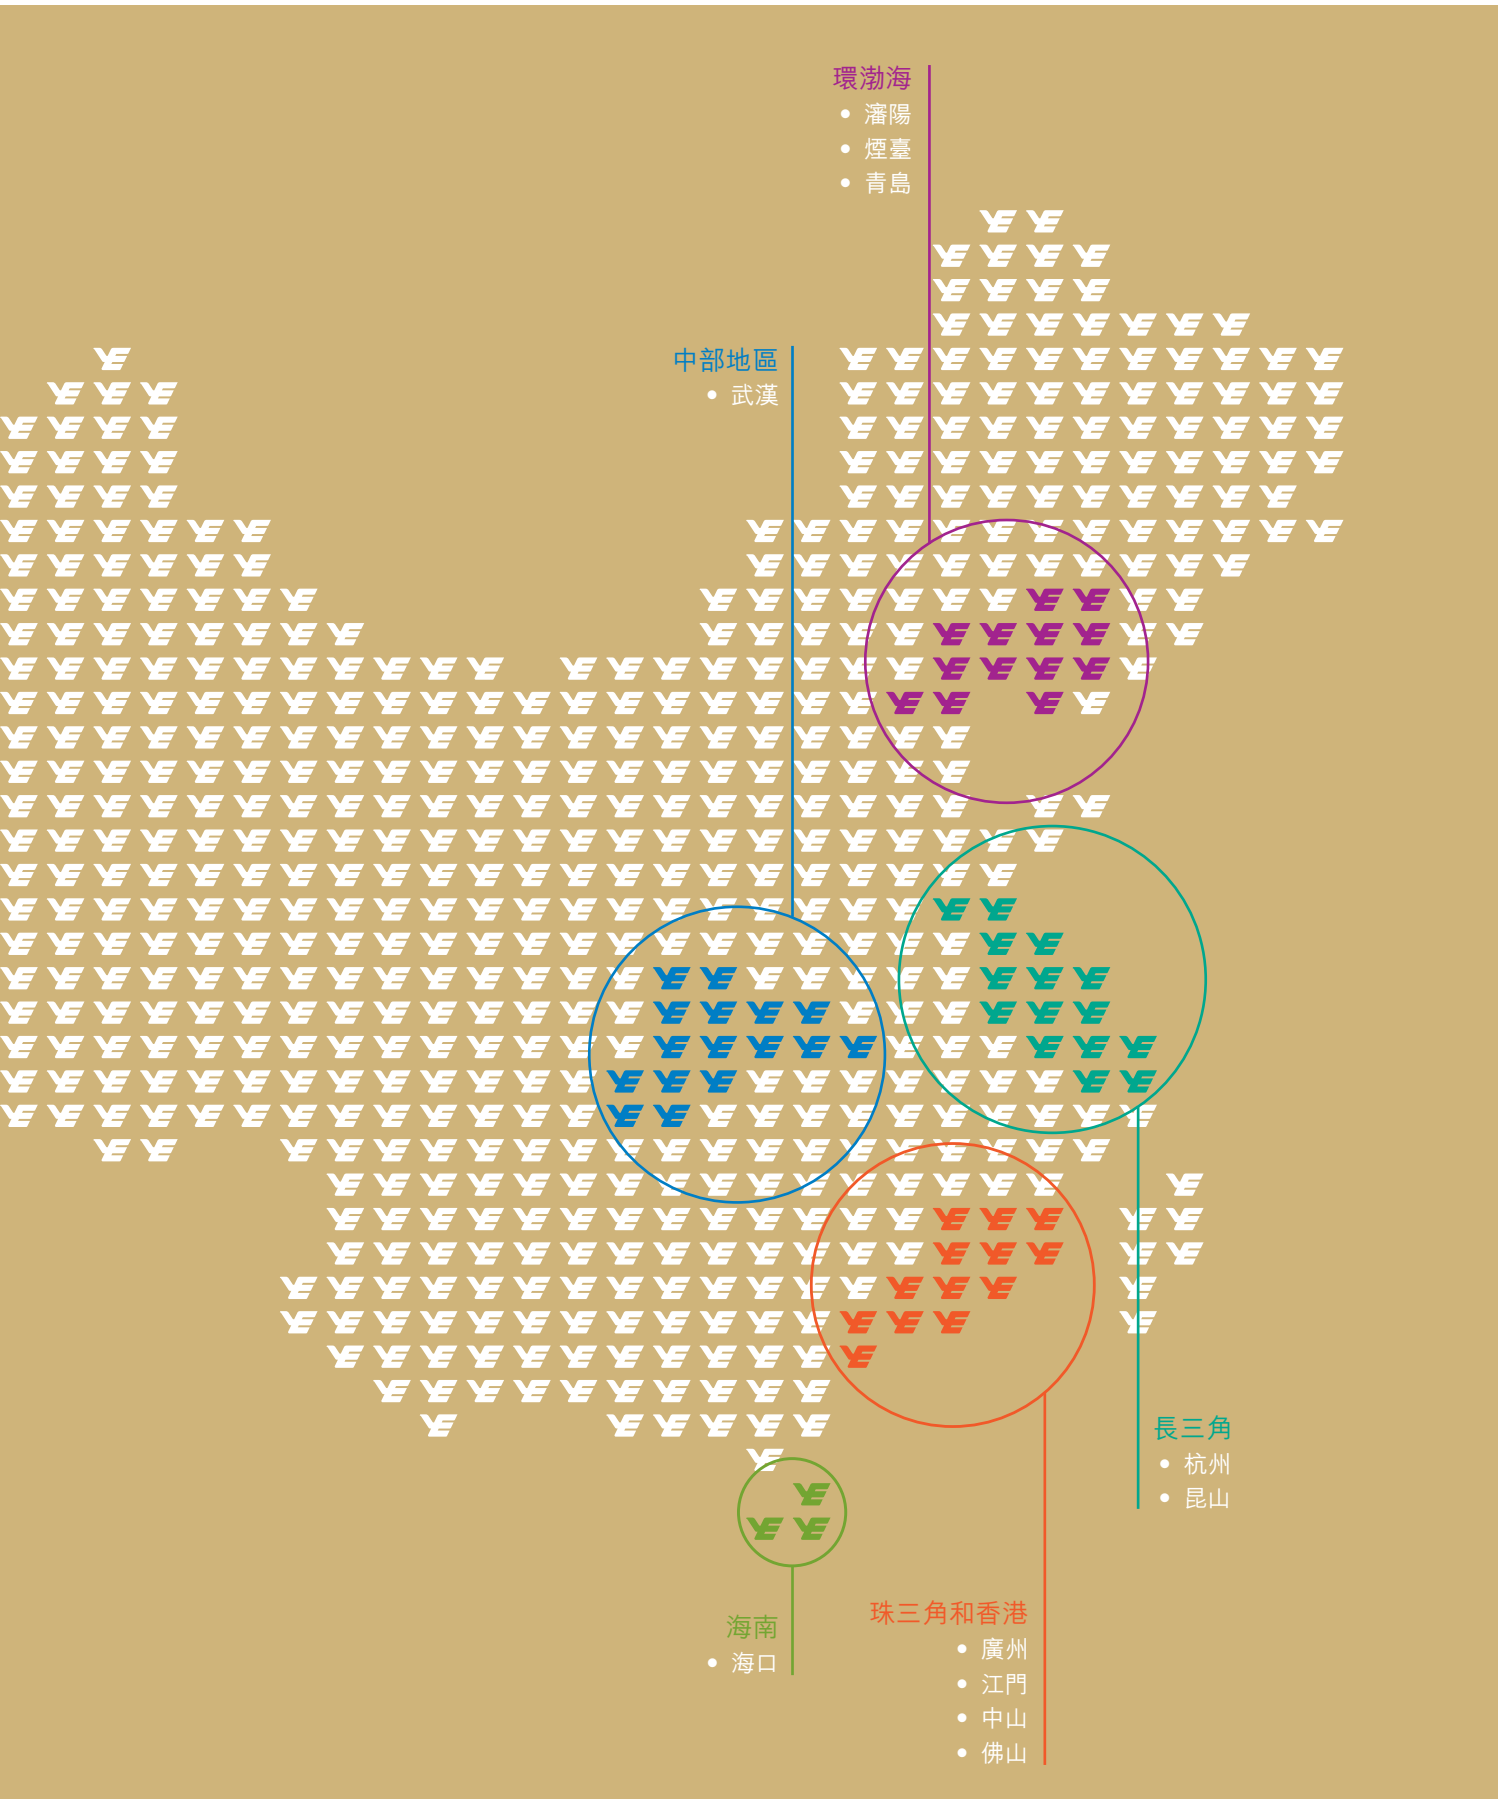 環渤海
• 瀋陽
• 煙臺
• 青島
中部地區
• 武漢
長三角
• 杭州
• 昆山
珠三角和香港
• 廣州
• 江門
• 中山
• 佛山
海南
• 海口